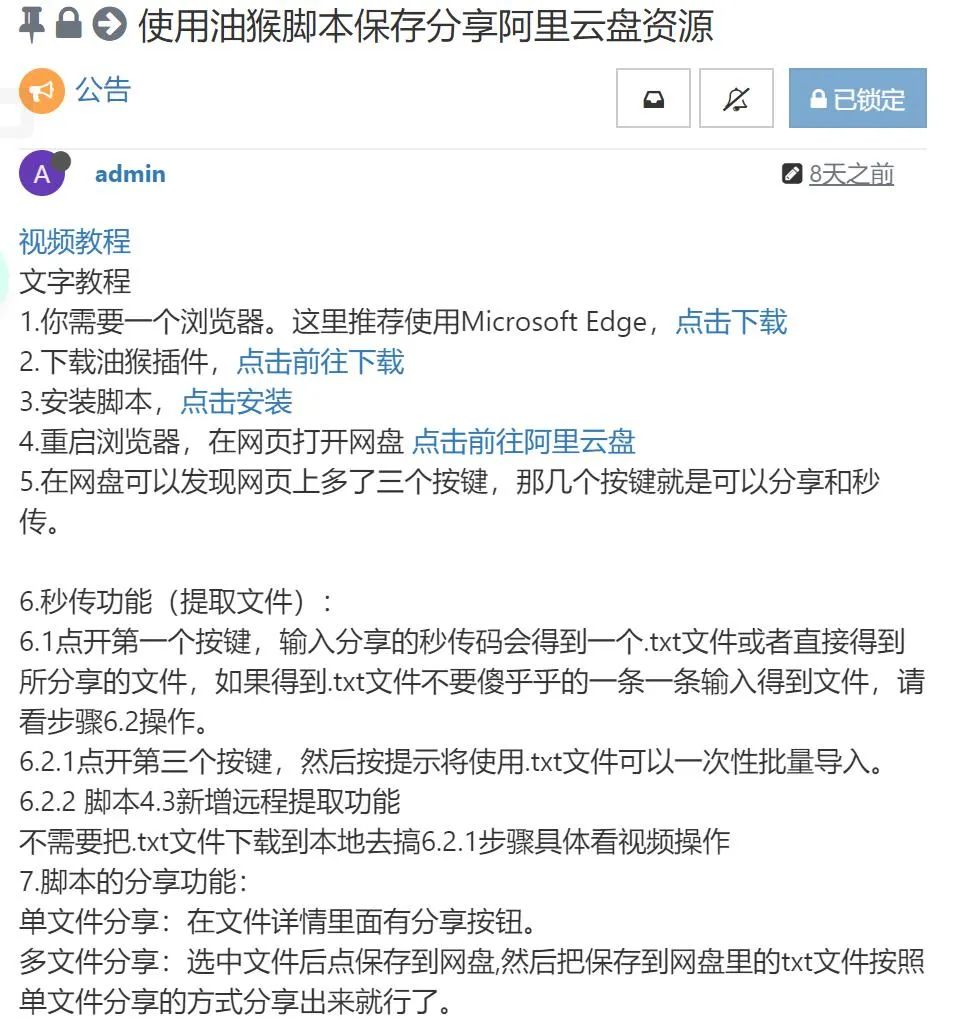 使用油猴脚本保存分享阿里云盘资源
公告
已锁定
A
admin
8天之前
视频教程
文字教程
1.你需要一个浏览器。这里推荐使用Microsoft Edge，点击下载
2.下载油猴插件，点击前往下载
3.安装脚本，点击安装
4.重启浏览器，在网页打开网盘 点击前往阿里云盘
5.在网盘可以发现网页上多了三个按键，那几个按键就是可以分享和秒
传。
6.秒传功能（提取文件）：
6.1点开第一个按键，输入分享的秒传码会得到一个.txt文件或者直接得到
所分享的文件，如果得到.txt文件不要傻乎乎的一条一条输入得到文件，请
看步骤6.2操作。
6.2.1点开第三个按键，然后按提示将使用.txt文件可以一次性批量导入。
6.2.2 脚本4.3新增远程提取功能
不需要把.txt文件下载到本地去搞6.2.1步骤具体看视频操作
7.脚本的分享功能：
单文件分享：在文件详情里面有分享按钮。
多文件分享：选中文件后点保存到网盘,然后把保存到网盘里的txt文件按照
单文件分享的方式分享出来就行了。